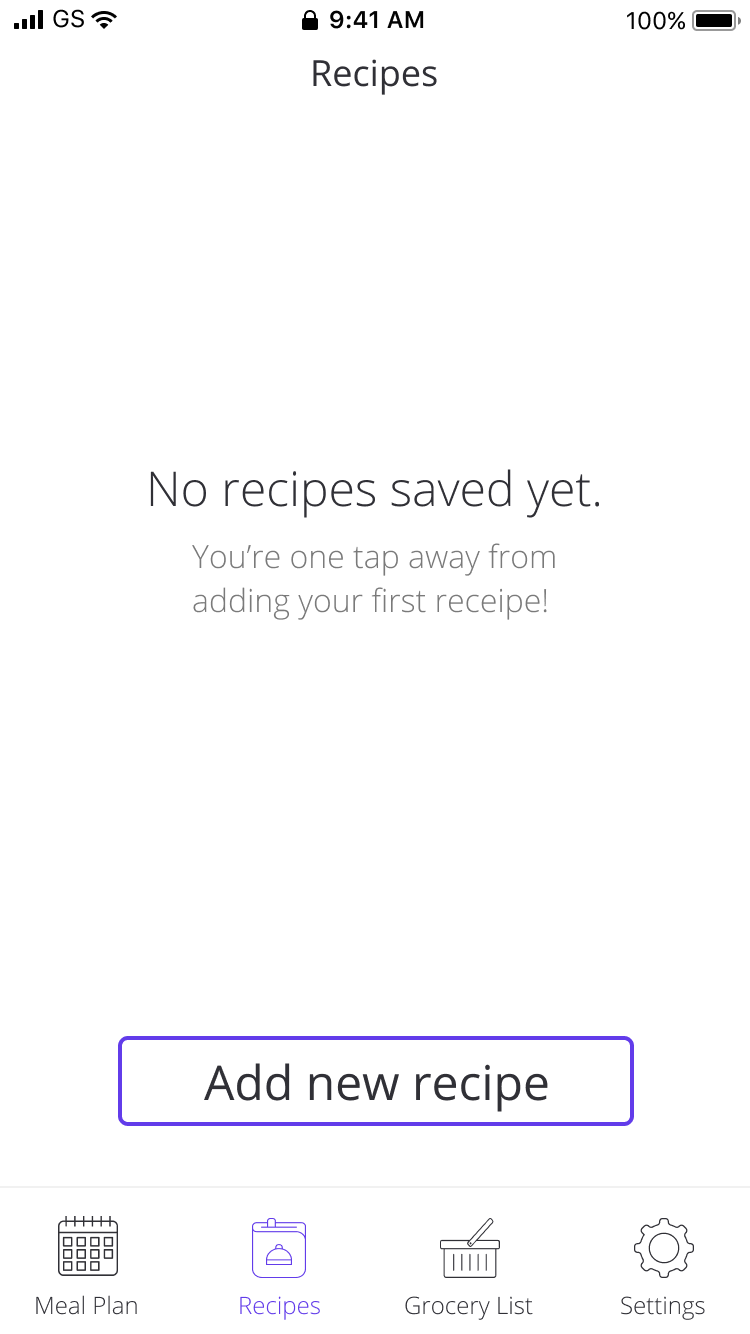 GS 9:41 AM 100%
Recipes
No recipes saved yet.
You’re one tap away from
adding your first receipe!
Add new recipe
Meal Plan Recipes Grocery List Settings